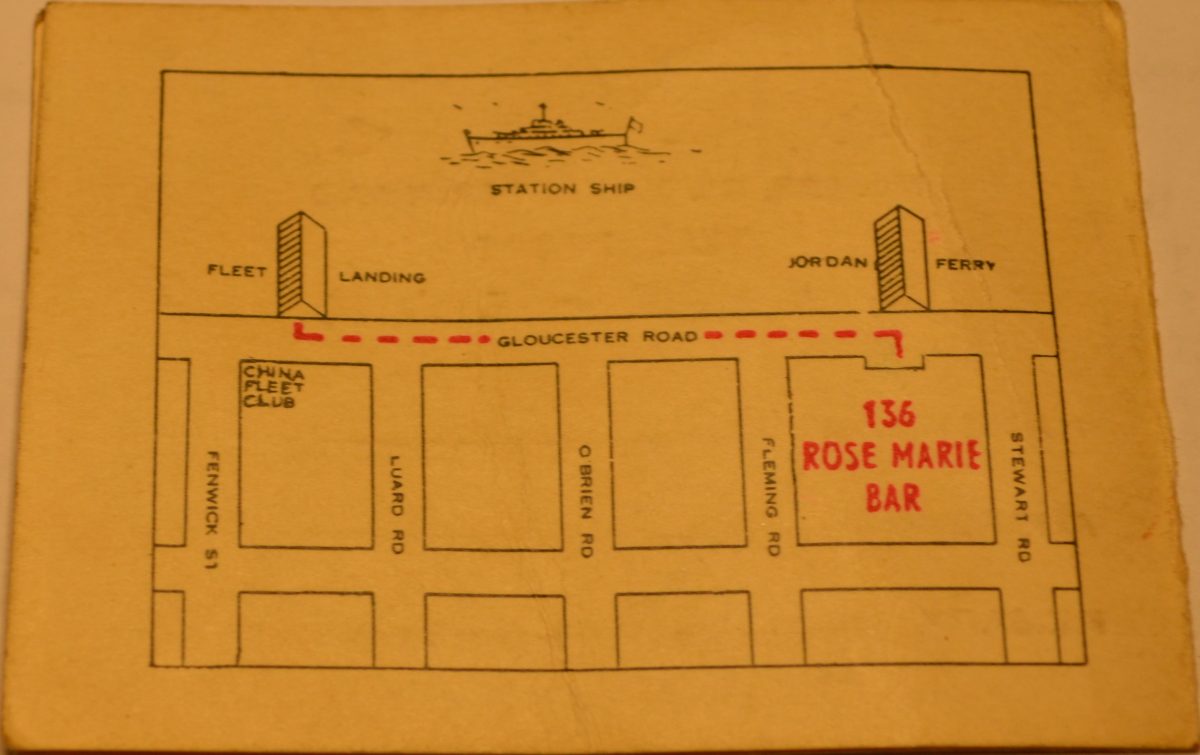 STATION SHIP
FLEET LANDING
JORDAN FERRY
GLOUCESTER ROAD
CHINA
FLEET
CLUB
136
ROSE MARIE
BAR
FENWICK ST
LUARD RD
O'BRIEN RD
FLEMING RD
STEWART RD